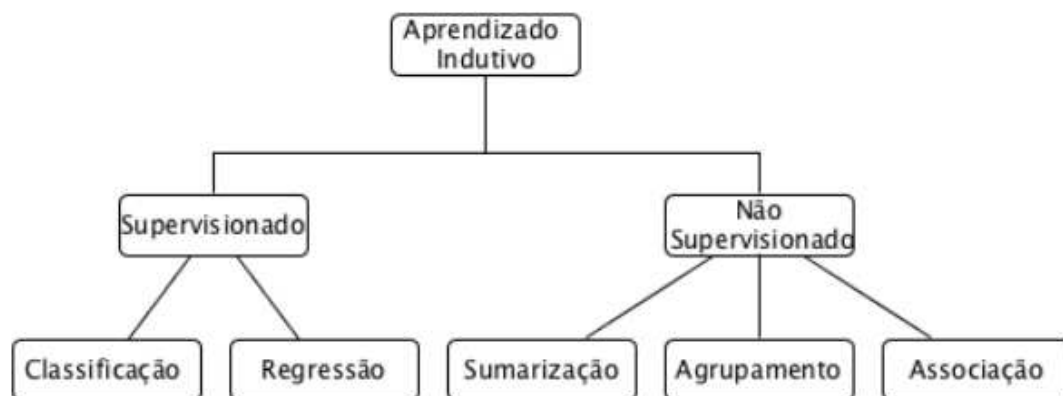 Aprendizado
Indutivo
Supervisionado
Não
Supervisionado
Classificação
Regressão
Sumarização
Agrupamento
Associação